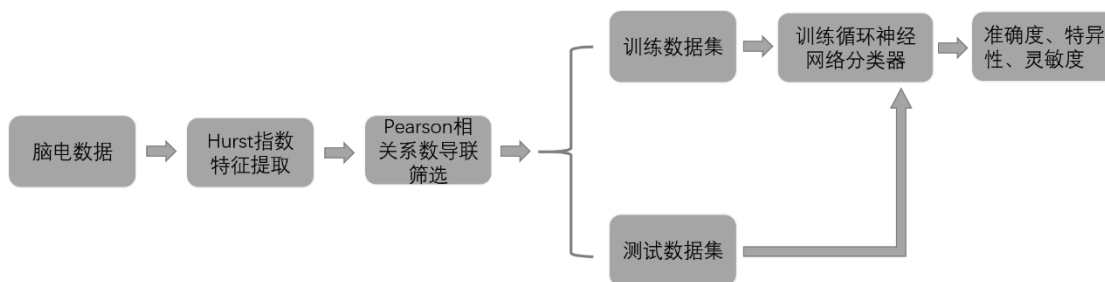 脑电数据
Hurst指数
特征提取
Pearson相
关系数导联
筛选
训练数据集
训练循环神经
网络分类器
准确度、特异
性、灵敏度
测试数据集